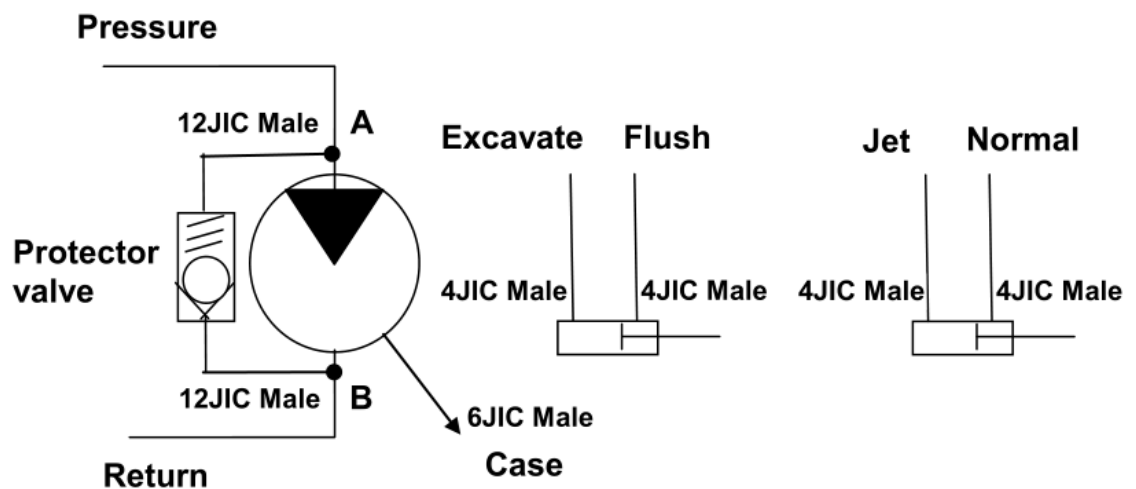 Pressure
12JIC Male
A
Excavate
Flush
Jet
Normal
Protector
valve
4JIC Male
4JIC Male
4JIC Male
4JIC Male
12JIC Male
B
6JIC Male
Case
Return